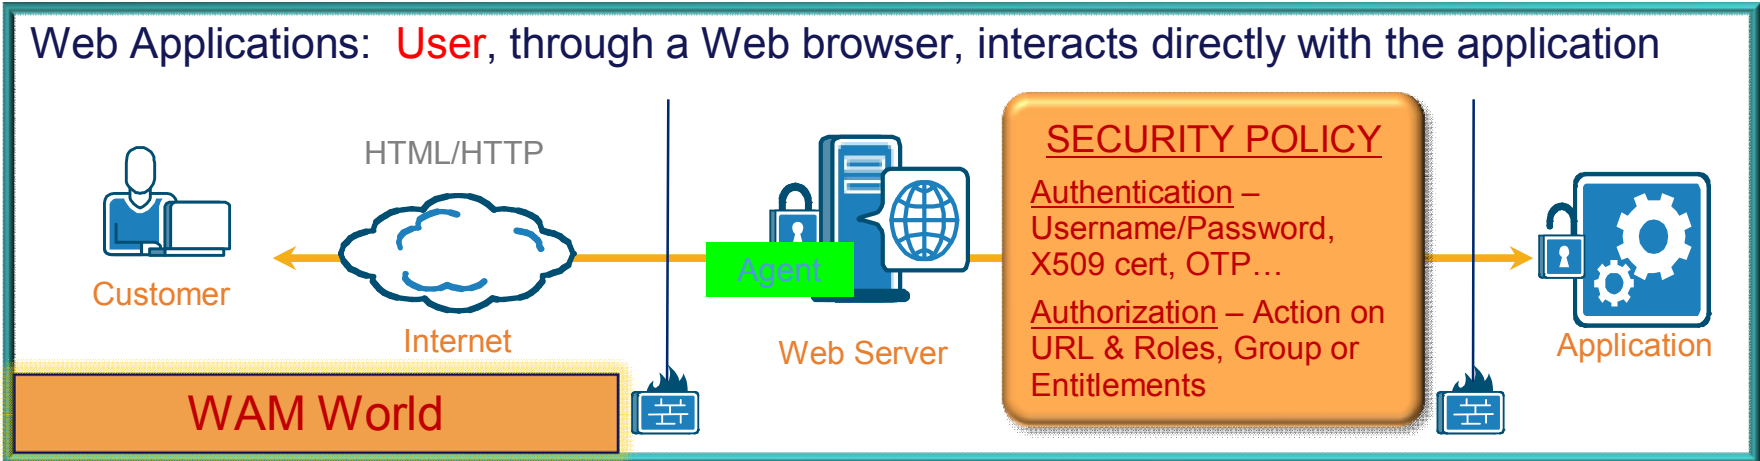 Web Applications: User, through a Web browser, interacts directly with the application
HTML/HTTP
Customer
Internet
Agent
Web Server
SECURITY POLICY
Authentication –
Username/Password,
X509 cert, OTP…
Authorization – Action on
URL & Roles, Group or
Entitlements
Application
WAM World